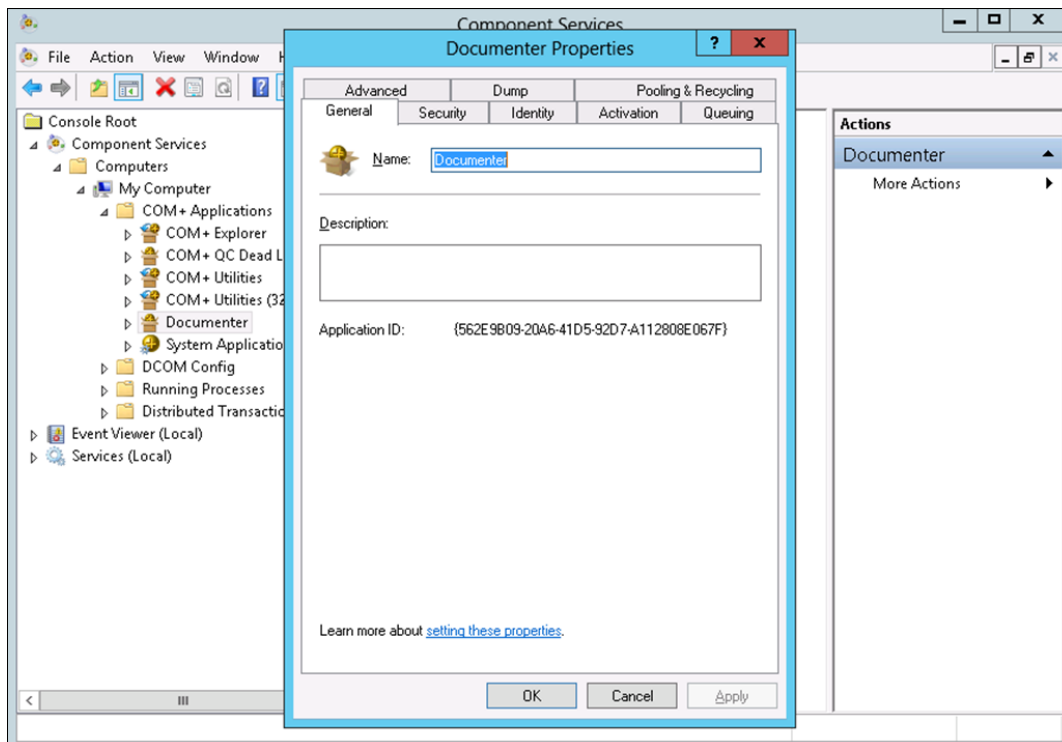 Component Services
File Action View Window H
Console Root
Component Services
Computers
My Computer
COM+ Applications
COM+ Explorer
COM+ QC Dead L
COM+ Utilities
COM+ Utilities (32
Documenter
System Applicatio
DCOM Config
Running Processes
Distributed Transactio
Event Viewer (Local)
Services (Local)
Documenter Properties
? x
Advanced Dump Pooling & Recycling
General Security Identity Activation Queuing
Name: Documenter
Description:
Application ID: {562E9B09-20A6-41D5-92D7-A112808E067F}
Learn more about setting these properties.
OK Cancel Apply
Actions
Documenter
More Actions